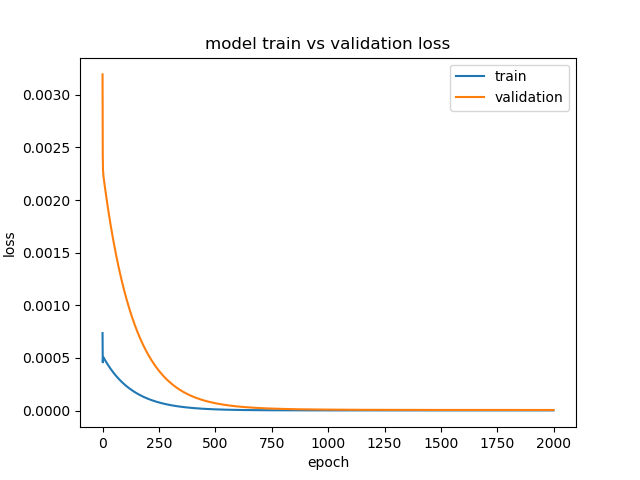 model train vs validation loss
train
validation
0.0030
0.0025
0.0020
0.0015
0.0010
0.0005
0.0000
loss
0 250 500 750 1000 1250 1500 1750 2000
epoch